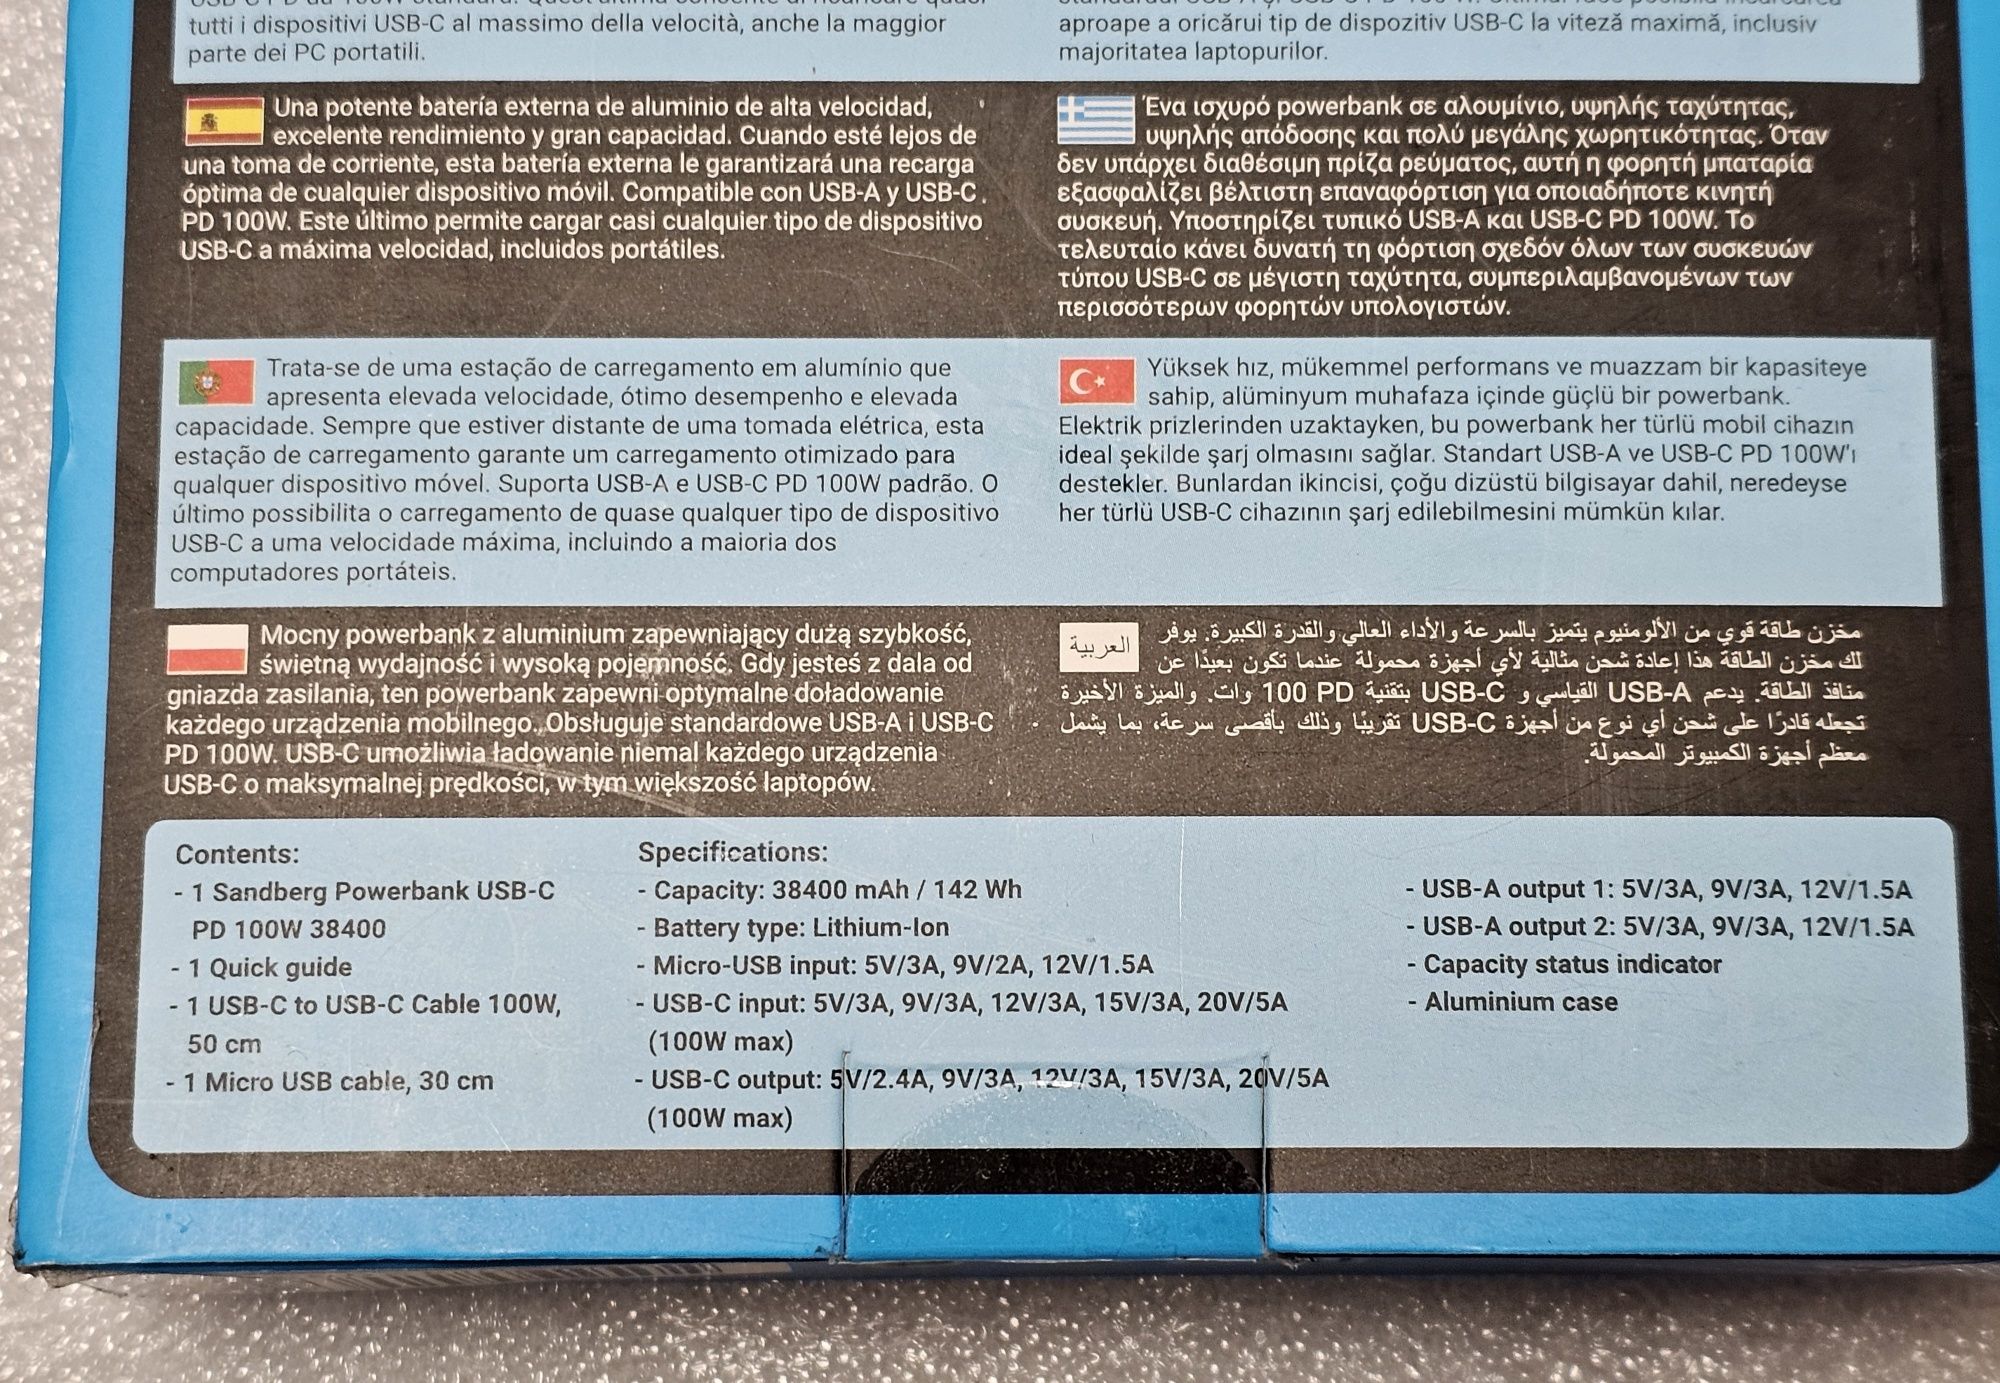 tutti i dispositivi USB-C al massimo della velocità, anche la maggior
parte dei PC portatili.
aproape a oricărui tip de dispozitiv USB-C la viteză maximă, inclusiv
majoritatea laptopurilor.
Una potente batería externa de aluminio de alta velocidad,
excelente rendimiento y gran capacidad. Cuando esté lejos de
una toma de corriente, esta batería externa le garantizará una recarga
óptima de cualquier dispositivo móvil. Compatible con USB-A y USB-C
PD 100W. Este último permite cargar casi cualquier tipo de dispositivo
USB-C a máxima velocidad, incluidos portátiles.
Ένα ισχυρό powerbank σε αλουμίνιο, υψηλής ταχύτητας,
υψηλής απόδοσης και πολύ μεγάλης χωρητικότητας. Όταν
δεν υπάρχει διαθέσιμη πρίζα ρεύματος, αυτή η φορητή μπαταρία
εξασφαλίζει βέλτιστη επαναφόρτιση για οποιαδήποτε κινητή
συσκευή. Υποστηρίζει τυπικό USB-A και USB-C PD 100W. Το
τελευταίο κάνει δυνατή τη φόρτιση σχεδόν όλων των συσκευών
τύπου USB-C σε μέγιστη ταχύτητα, συμπεριλαμβανομένων των
περισσότερων φορητών υπολογιστών.
Trata-se de uma estação de carregamento em alumínio que
apresenta elevada velocidade, ótimo desempenho e elevada
capacidade. Sempre que estiver distante de uma tomada elétrica, esta
estação de carregamento garante um carregamento otimizado para
qualquer dispositivo móvel. Suporta USB-A e USB-C PD 100W padrão. O
último possibilita o carregamento de quase qualquer tipo de dispositivo
USB-C a uma velocidade máxima, incluindo a maioria dos
computadores portáteis.
Yüksek hız, mükemmel performans ve muazzam bir kapasiteye
sahip, alüminyum muhafaza içinde güçlü bir powerbank.
Elektrik prizlerinden uzaktayken, bu powerbank her türlü mobil cihazın
ideal şekilde şarj olmasını sağlar. Standart USB-A ve USB-C PD 100W'ı
destekler. Bunlardan ikincisi, çoğu dizüstü bilgisayar dahil, neredeyse
her türlü USB-C cihazının şarj edilebilmesini mümkün kılar.
Mocny powerbank z aluminium zapewniający dużą szybkość,
świetną wydajność i wysoką pojemność. Gdy jesteś z dala od
gniazda zasilania, ten powerbank zapewni optymalne doładowanie
każdego urządzenia mobilnego. Obsługuje standardowe USB-A i USB-C
PD 100W. USB-C umożliwia ładowanie niemal każdego urządzenia
USB-C o maksymalnej prędkości, w tym większość laptopów.
العربية
مخزن طاقة قوي من الألومنيوم يتميز بالسرعة والأداء العالي والقدرة الكبيرة. يوفر
لك مخزن الطاقة هذا إعادة شحن مثالية لأي أجهزة محمولة عندما تكون بعيدًا عن
منافذ الطاقة. يدعم USB-A القياسي و USB-C بتقنية PD 100 وات. والميزة الأخيرة
تجعله قادرًا على شحن أي نوع من أجهزة USB-C تقريبًا وذلك بأقصى سرعة، بما يشمل
معظم أجهزة الكمبيوتر المحمولة.
Contents:
- 1 Sandberg Powerbank USB-C
PD 100W 38400
- 1 Quick guide
- 1 USB-C to USB-C Cable 100W,
50 cm
- 1 Micro USB cable, 30 cm
Specifications:
- Capacity: 38400 mAh / 142 Wh
- Battery type: Lithium-Ion
- Micro-USB input: 5V/3A, 9V/2A, 12V/1.5A
- USB-C input: 5V/3A, 9V/3A, 12V/3A, 15V/3A, 20V/5A
(100W max)
- USB-C output: 5V/2.4A, 9V/3A, 12V/3A, 15V/3A, 20V/5A
(100W max)
- USB-A output 1: 5V/3A, 9V/3A, 12V/1.5A
- USB-A output 2: 5V/3A, 9V/3A, 12V/1.5A
- Capacity status indicator
- Aluminium case